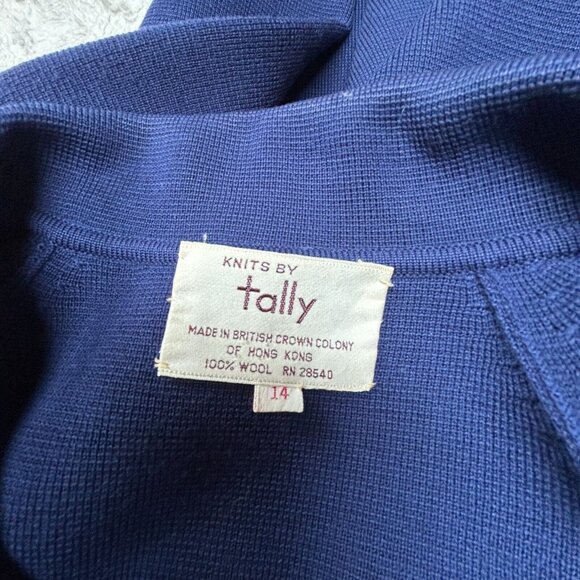 KNITS BY
tally
MADE IN BRITISH CROWN COLONY
OF HONG KONG
100% WOOL RN 28540
14